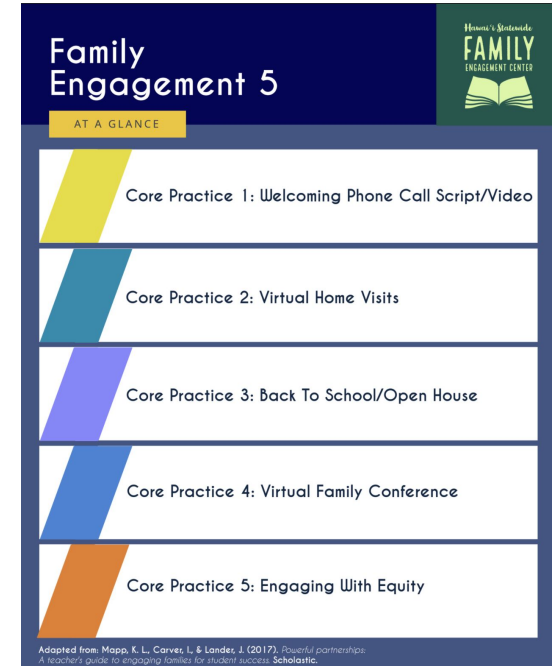 Family
Engagement 5
AT A GLANCE
Hawai'i Statewide
FAMILY
ENGAGEMENT CENTER
Core Practice 1: Welcoming Phone Call Script/Video
Core Practice 2: Virtual Home Visits
Core Practice 3: Back To School/Open House
Core Practice 4: Virtual Family Conference
Core Practice 5: Engaging With Equity
Adapted from: Mapp, K. L., Carver, I., & Lander, J. (2017). Powerful partnerships:
A teacher's guide to engaging families for student success. Scholastic.